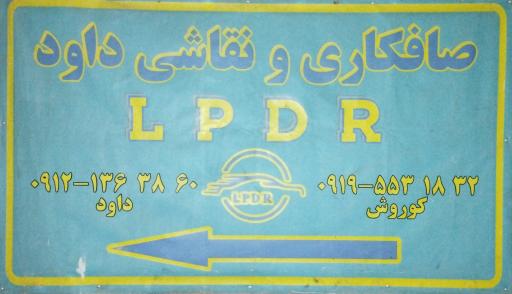 صافکاری و نقاشی داود
LPDR
۰۹۱۹-۵۵۳ ۱۸ ۳۲
کوروش
LPDR
۰۹۱۲-۱۳۶ ۳۸ ۶۰
داود